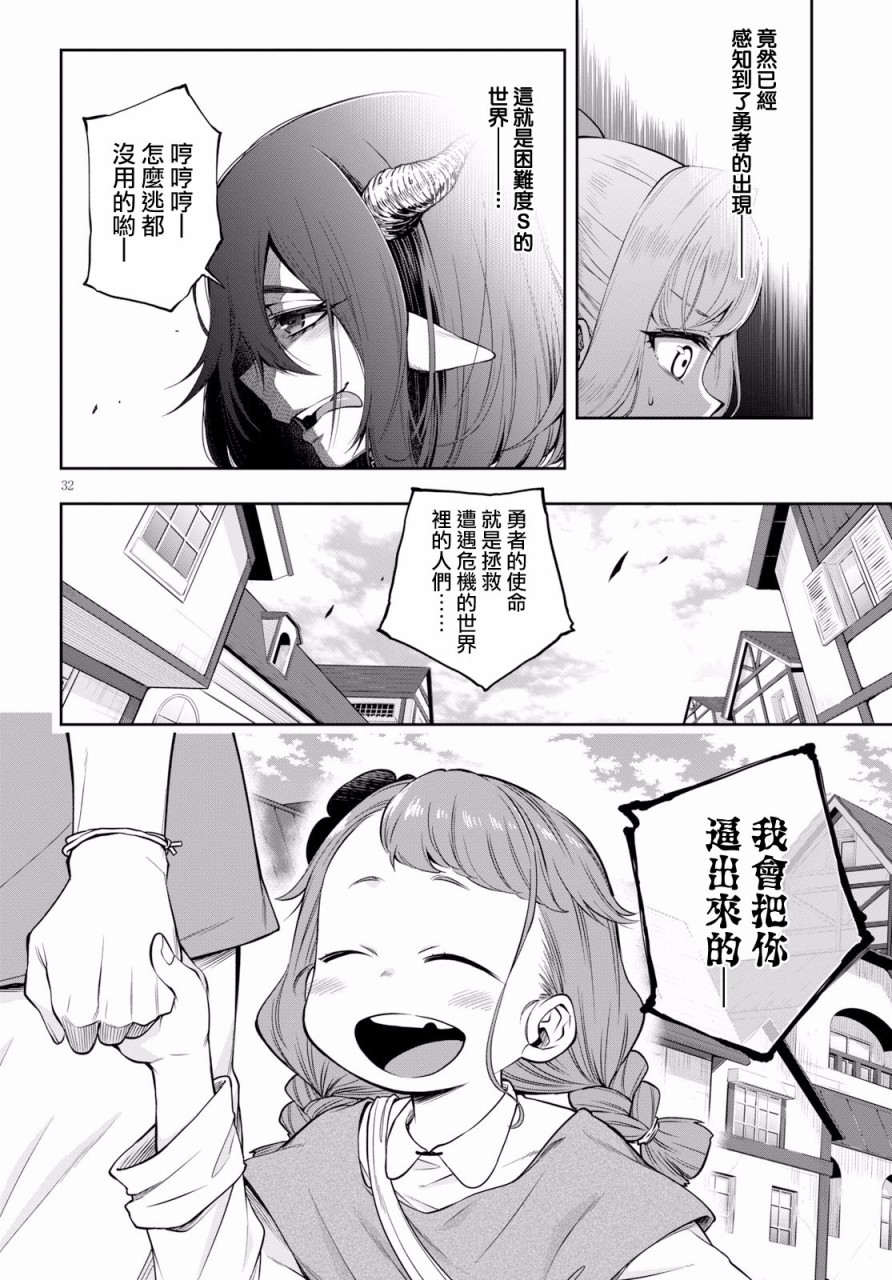 竟然已經
感知到了勇者的出現──
這就是困難度S的
世界──……
哼哼哼─
怎麼逃都
沒用的喲─
32
勇者的使命
就是拯救
遭遇危機的世界
裡的人們……
我會把你
逼出來的─